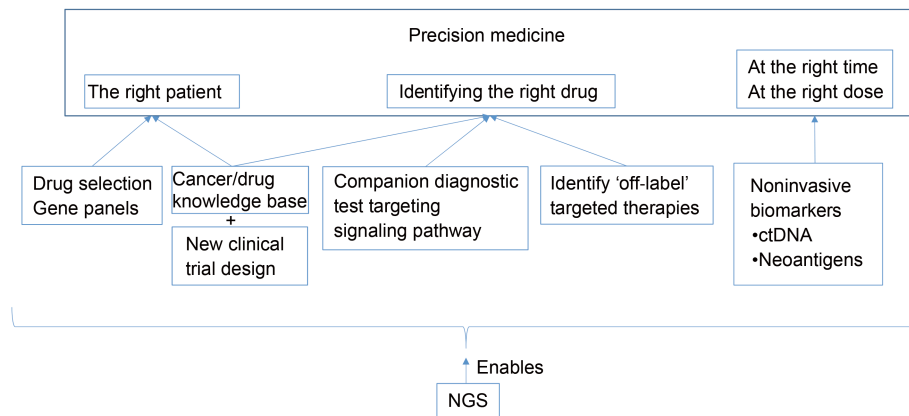 Precision medicine
The right patient
Identifying the right drug
At the right time
At the right dose
Drug selection
Gene panels
Cancer/drug
knowledge base
+
New clinical
trial design
Companion diagnostic
test targeting
signaling pathway
Identify ‘off-label’
targeted therapies
Noninvasive
biomarkers
•ctDNA
•Neoantigens
Enables
NGS